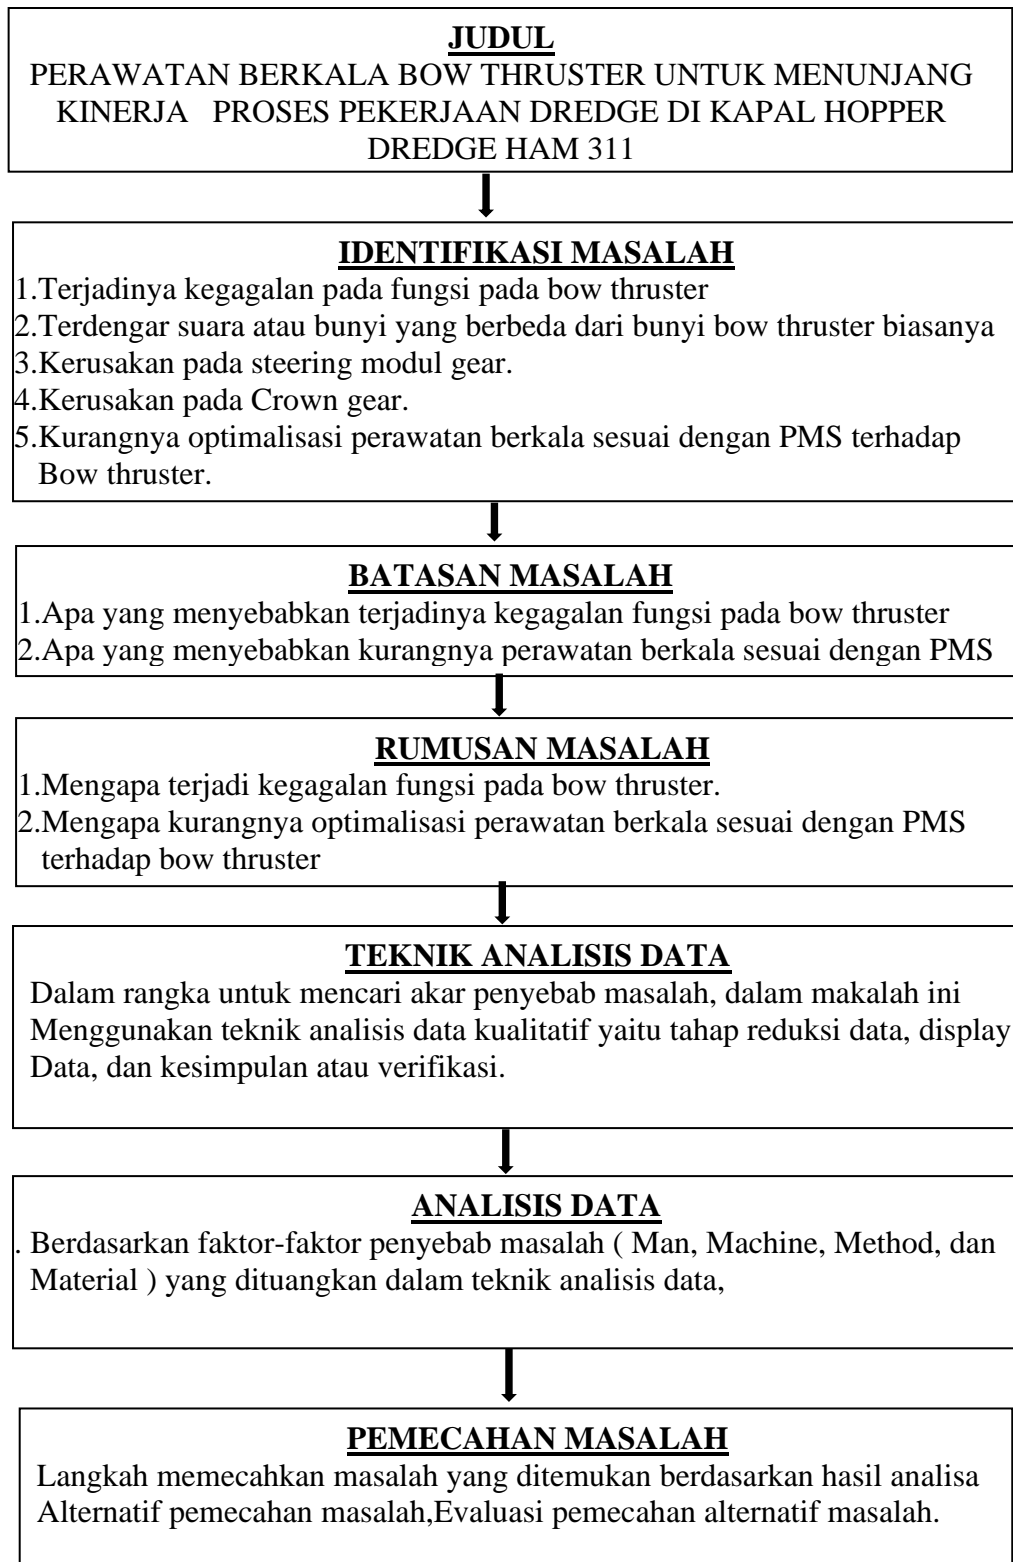 JUDUL
PERAWATAN BERKALA BOW THRUSTER UNTUK MENUNJANG
KINERJA PROSES PEKERJAAN DREDGE DI KAPAL HOPPER
DREDGE HAM 311
IDENTIFIKASI MASALAH
1.Terjadinya kegagalan pada fungsi pada bow thruster
2.Terdengar suara atau bunyi yang berbeda dari bunyi bow thruster biasanya
3.Kerusakan pada steering modul gear.
4.Kerusakan pada Crown gear.
5.Kurangnya optimalisasi perawatan berkala sesuai dengan PMS terhadap
Bow thruster.
BATASAN MASALAH
1.Apa yang menyebabkan terjadinya kegagalan fungsi pada bow thruster
2.Apa yang menyebabkan kurangnya perawatan berkala sesuai dengan PMS
RUMUSAN MASALAH
1.Mengapa terjadi kegagalan fungsi pada bow thruster.
2.Mengapa kurangnya optimalisasi perawatan berkala sesuai dengan PMS
terhadap bow thruster
TEKNIK ANALISIS DATA
Dalam rangka untuk mencari akar penyebab masalah, dalam makalah ini
Menggunakan teknik analisis data kualitatif yaitu tahap reduksi data, display
Data, dan kesimpulan atau verifikasi.
ANALISIS DATA
. Berdasarkan faktor-faktor penyebab masalah ( Man, Machine, Method, dan
Material ) yang dituangkan dalam teknik analisis data,
PEMECAHAN MASALAH
Langkah memecahkan masalah yang ditemukan berdasarkan hasil analisa
Alternatif pemecahan masalah,Evaluasi pemecahan alternatif masalah.